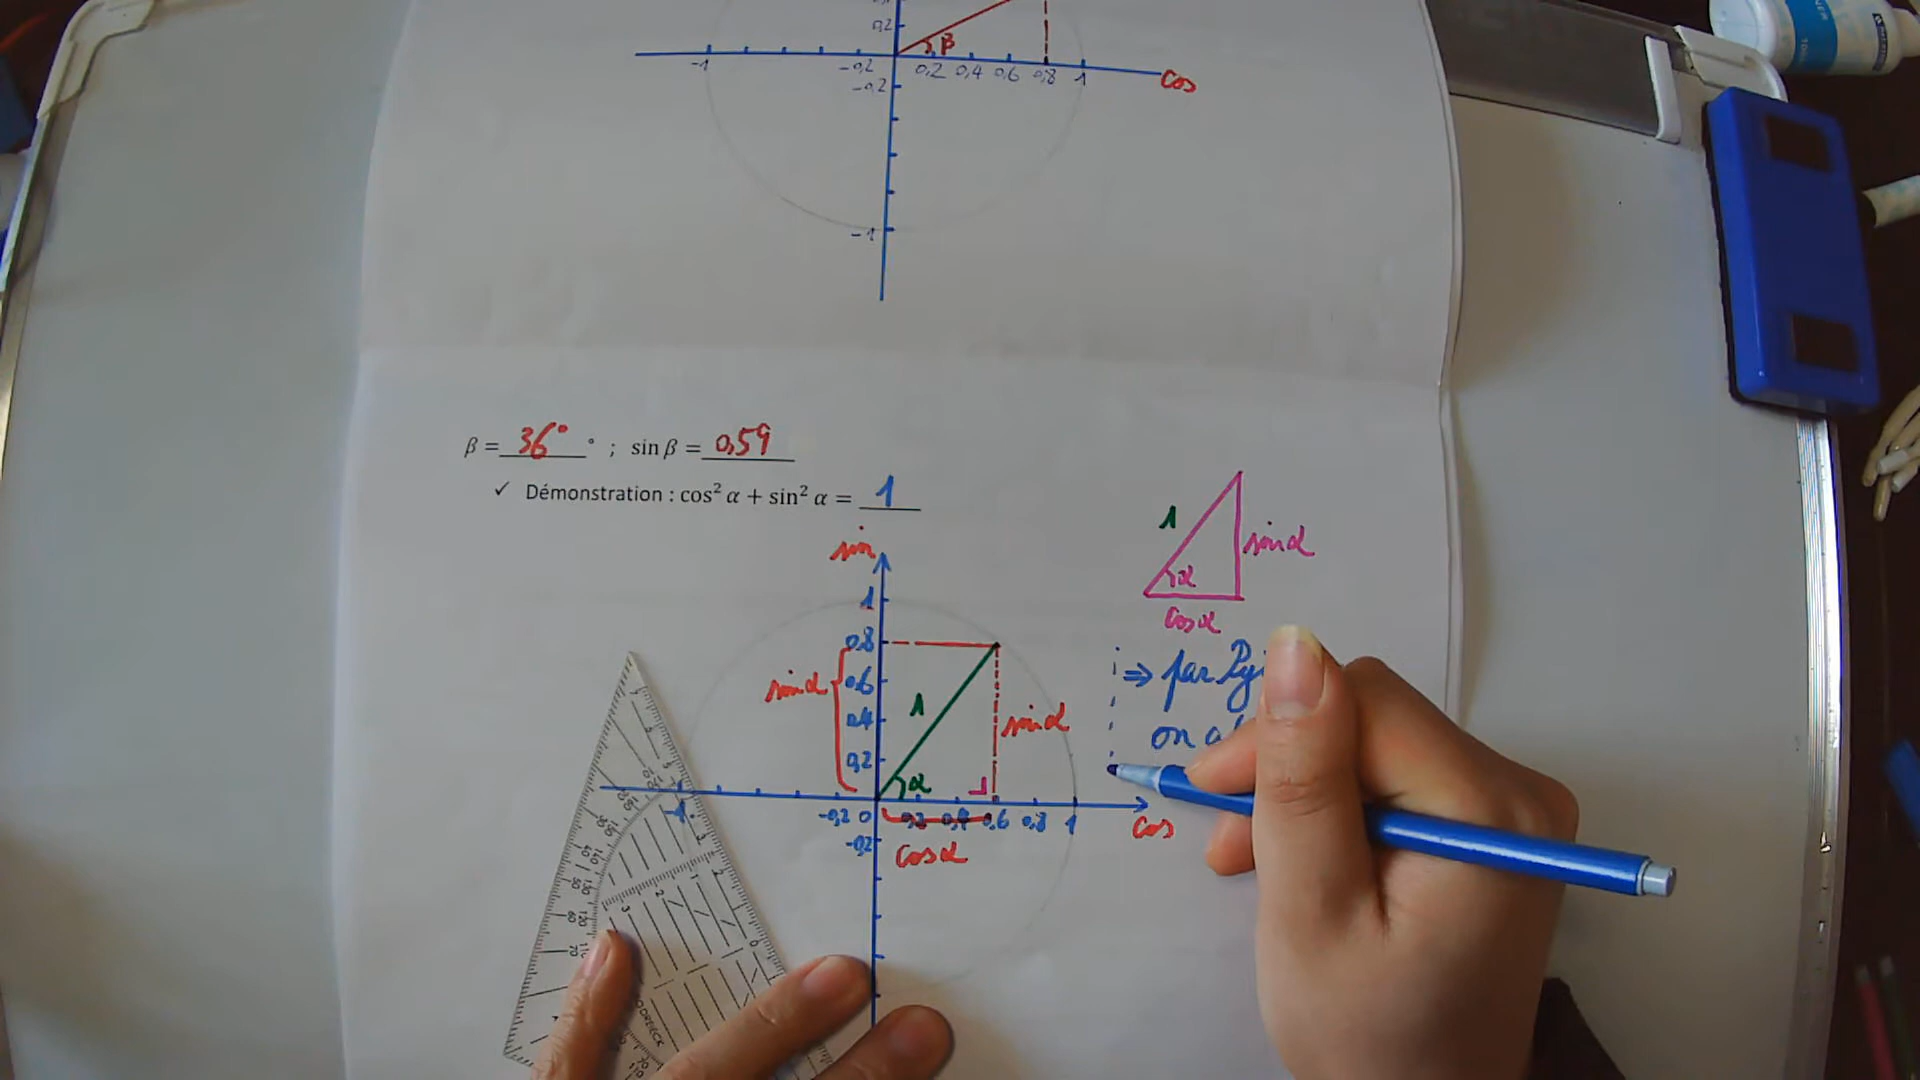 0,2
β
-1 -0,2 0,2 0,4 0,6 0,8 1 cos
-0,2
-1
β = 36° ° ; sin β = 0,59
✓ Démonstration : cos² α + sin² α = 1
sin
1
0,8
0,6
0,4
0,2
sin α
1
α
sin α
-1 -0,2 0 0,2 0,4 0,6 0,8 1 cos
-0,2
cos α
1
sin α
α
cos α
⇒ par
on a